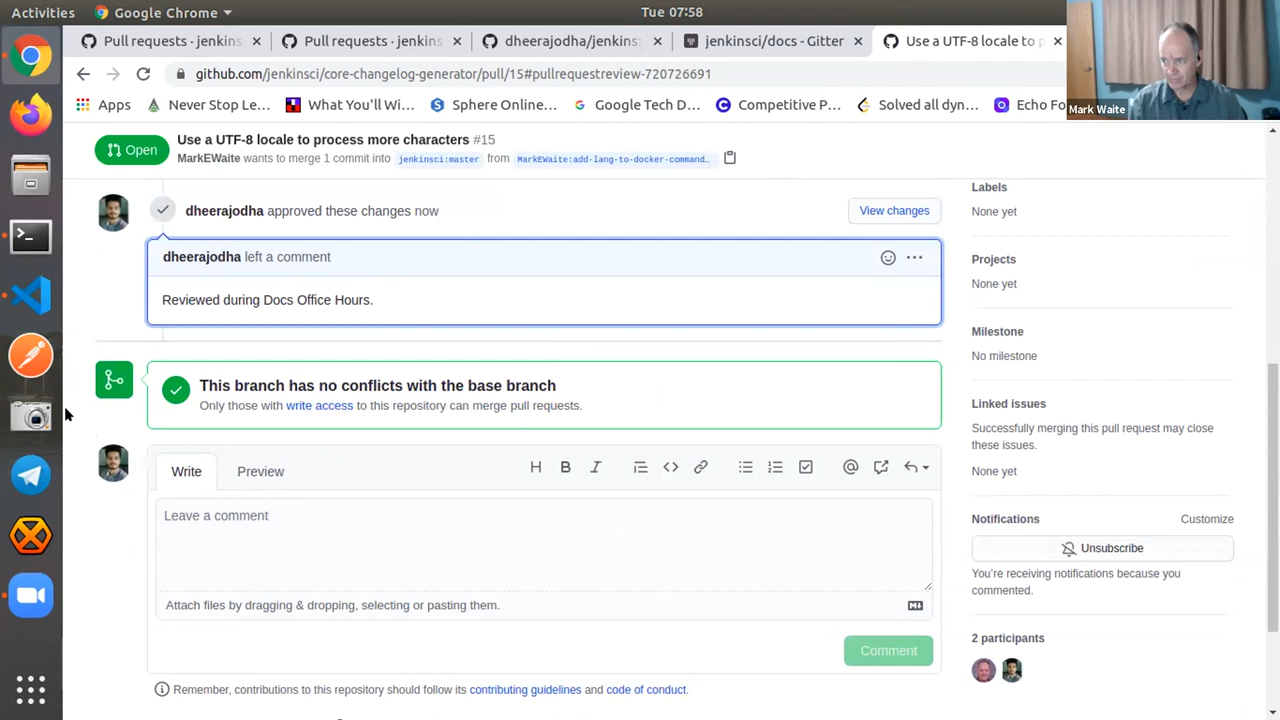 Activities
Google Chrome
Tue 07:58
Pull requests · jenkins
Pull requests · jenkins
dheerajodha/jenkins
jenkinsci/docs - Gitter
Use a UTF-8 locale to p
github.com/jenkinsci/core-changelog-generator/pull/15#pullrequestreview-720726691
Apps
Never Stop Le...
What You'll Wi...
Sphere Online...
Google Tech D...
Competitive P...
Solved all dyn...
Echo Fo
Mark Waite
Open
Use a UTF-8 locale to process more characters #15
MarkEWaite wants to merge 1 commit into jenkinsci:master from MarkEWaite:add-lang-to-docker-command…
dheerajodha approved these changes now
View changes
dheerajodha left a comment
Reviewed during Docs Office Hours.
This branch has no conflicts with the base branch
Only those with write access to this repository can merge pull requests.
Write
Preview
Leave a comment
Attach files by dragging & dropping, selecting or pasting them.
Comment
Remember, contributions to this repository should follow its contributing guidelines and code of conduct.
Labels
None yet
Projects
None yet
Milestone
No milestone
Linked issues
Successfully merging this pull request may close
these issues.
None yet
Notifications
Customize
Unsubscribe
You're receiving notifications because you
commented.
2 participants